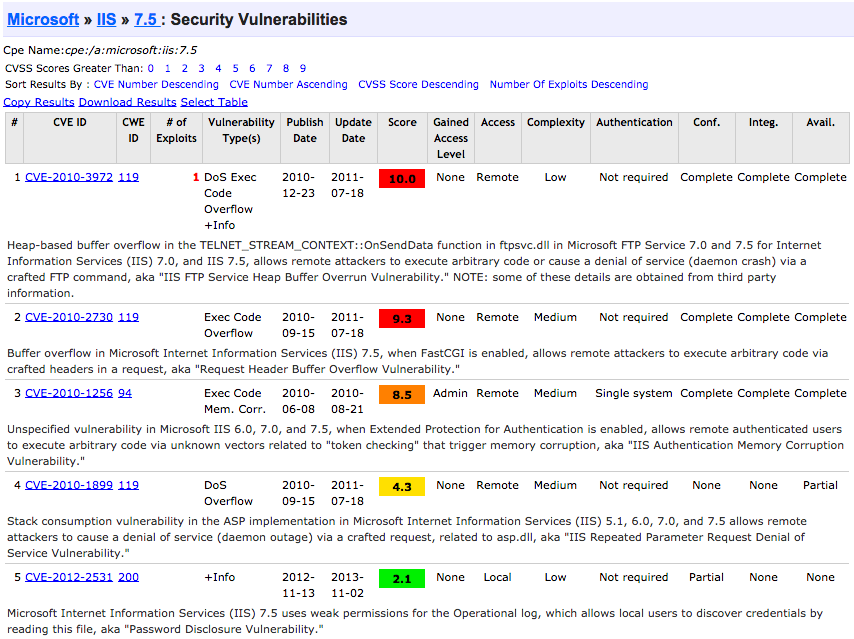 Microsoft » IIS » 7.5 : Security Vulnerabilities
Cpe Name:cpe:/a:microsoft:iis:7.5
CVSS Scores Greater Than: 0 1 2 3 4 5 6 7 8 9
Sort Results By : CVE Number Descending CVE Number Ascending CVSS Score Descending Number Of Exploits Descending
Copy Results Download Results Select Table
# CVE ID CWE ID # of Exploits Vulnerability Type(s) Publish Date Update Date Score Gained Access Level Access Complexity Authentication Conf. Integ. Avail.
1 CVE-2010-3972 119 1 DoS Exec Code Overflow +Info 2010-12-23 2011-07-18 10.0 None Remote Low Not required Complete Complete Complete
Heap-based buffer overflow in the TELNET_STREAM_CONTEXT::OnSendData function in ftpsvc.dll in Microsoft FTP Service 7.0 and 7.5 for Internet
Information Services (IIS) 7.0, and IIS 7.5, allows remote attackers to execute arbitrary code or cause a denial of service (daemon crash) via a
crafted FTP command, aka "IIS FTP Service Heap Buffer Overrun Vulnerability." NOTE: some of these details are obtained from third party
information.
2 CVE-2010-2730 119 Exec Code Overflow 2010-09-15 2011-07-18 9.3 None Remote Medium Not required Complete Complete Complete
Buffer overflow in Microsoft Internet Information Services (IIS) 7.5, when FastCGI is enabled, allows remote attackers to execute arbitrary code via
crafted headers in a request, aka "Request Header Buffer Overflow Vulnerability."
3 CVE-2010-1256 94 Exec Code Mem. Corr. 2010-06-08 2010-08-21 8.5 Admin Remote Medium Single system Complete Complete Complete
Unspecified vulnerability in Microsoft IIS 6.0, 7.0, and 7.5, when Extended Protection for Authentication is enabled, allows remote authenticated users
to execute arbitrary code via unknown vectors related to "token checking" that trigger memory corruption, aka "IIS Authentication Memory Corruption
Vulnerability."
4 CVE-2010-1899 119 DoS Overflow 2010-09-15 2011-07-18 4.3 None Remote Medium Not required None None Partial
Stack consumption vulnerability in the ASP implementation in Microsoft Internet Information Services (IIS) 5.1, 6.0, 7.0, and 7.5 allows remote
attackers to cause a denial of service (daemon outage) via a crafted request, related to asp.dll, aka "IIS Repeated Parameter Request Denial of
Service Vulnerability."
5 CVE-2012-2531 200 +Info 2012-11-13 2013-11-02 2.1 None Local Low Not required Partial None None
Microsoft Internet Information Services (IIS) 7.5 uses weak permissions for the Operational log, which allows local users to discover credentials by
reading this file, aka "Password Disclosure Vulnerability."